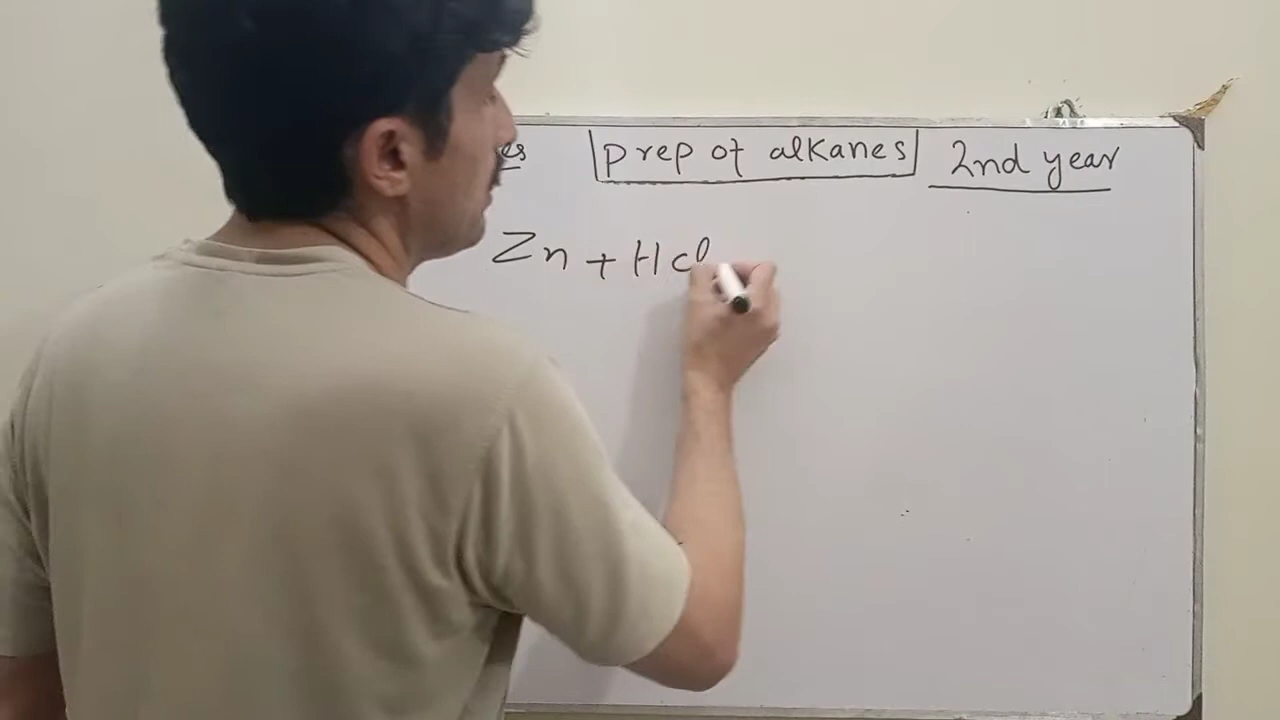 prep of alkanes 2nd year
Zn + HCl